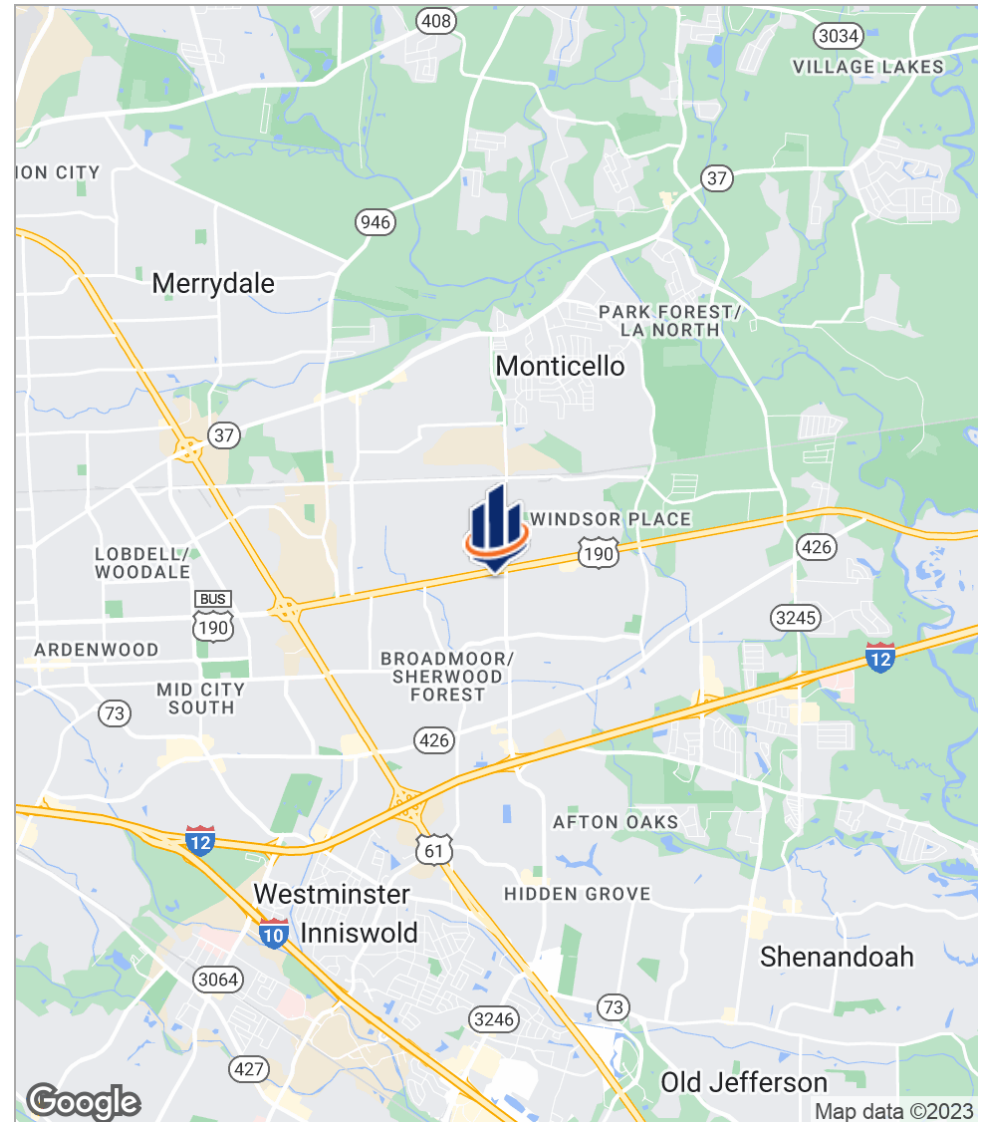 408
3034
VILLAGE LAKES
ION CITY
37
946
Merrydale
PARK FOREST/
LA NORTH
Monticello
37
WINDSOR PLACE
LOBDELL/
WOODALE
190
426
BUS
190
3245
ARDENWOOD
BROADMOOR/
SHERWOOD
FOREST
12
MID CITY
SOUTH
73
426
AFTON OAKS
12
61
Westminster
HIDDEN GROVE
10
Inniswold
Shenandoah
3064
73
3246
427
Old Jefferson
Google
Map data ©2023